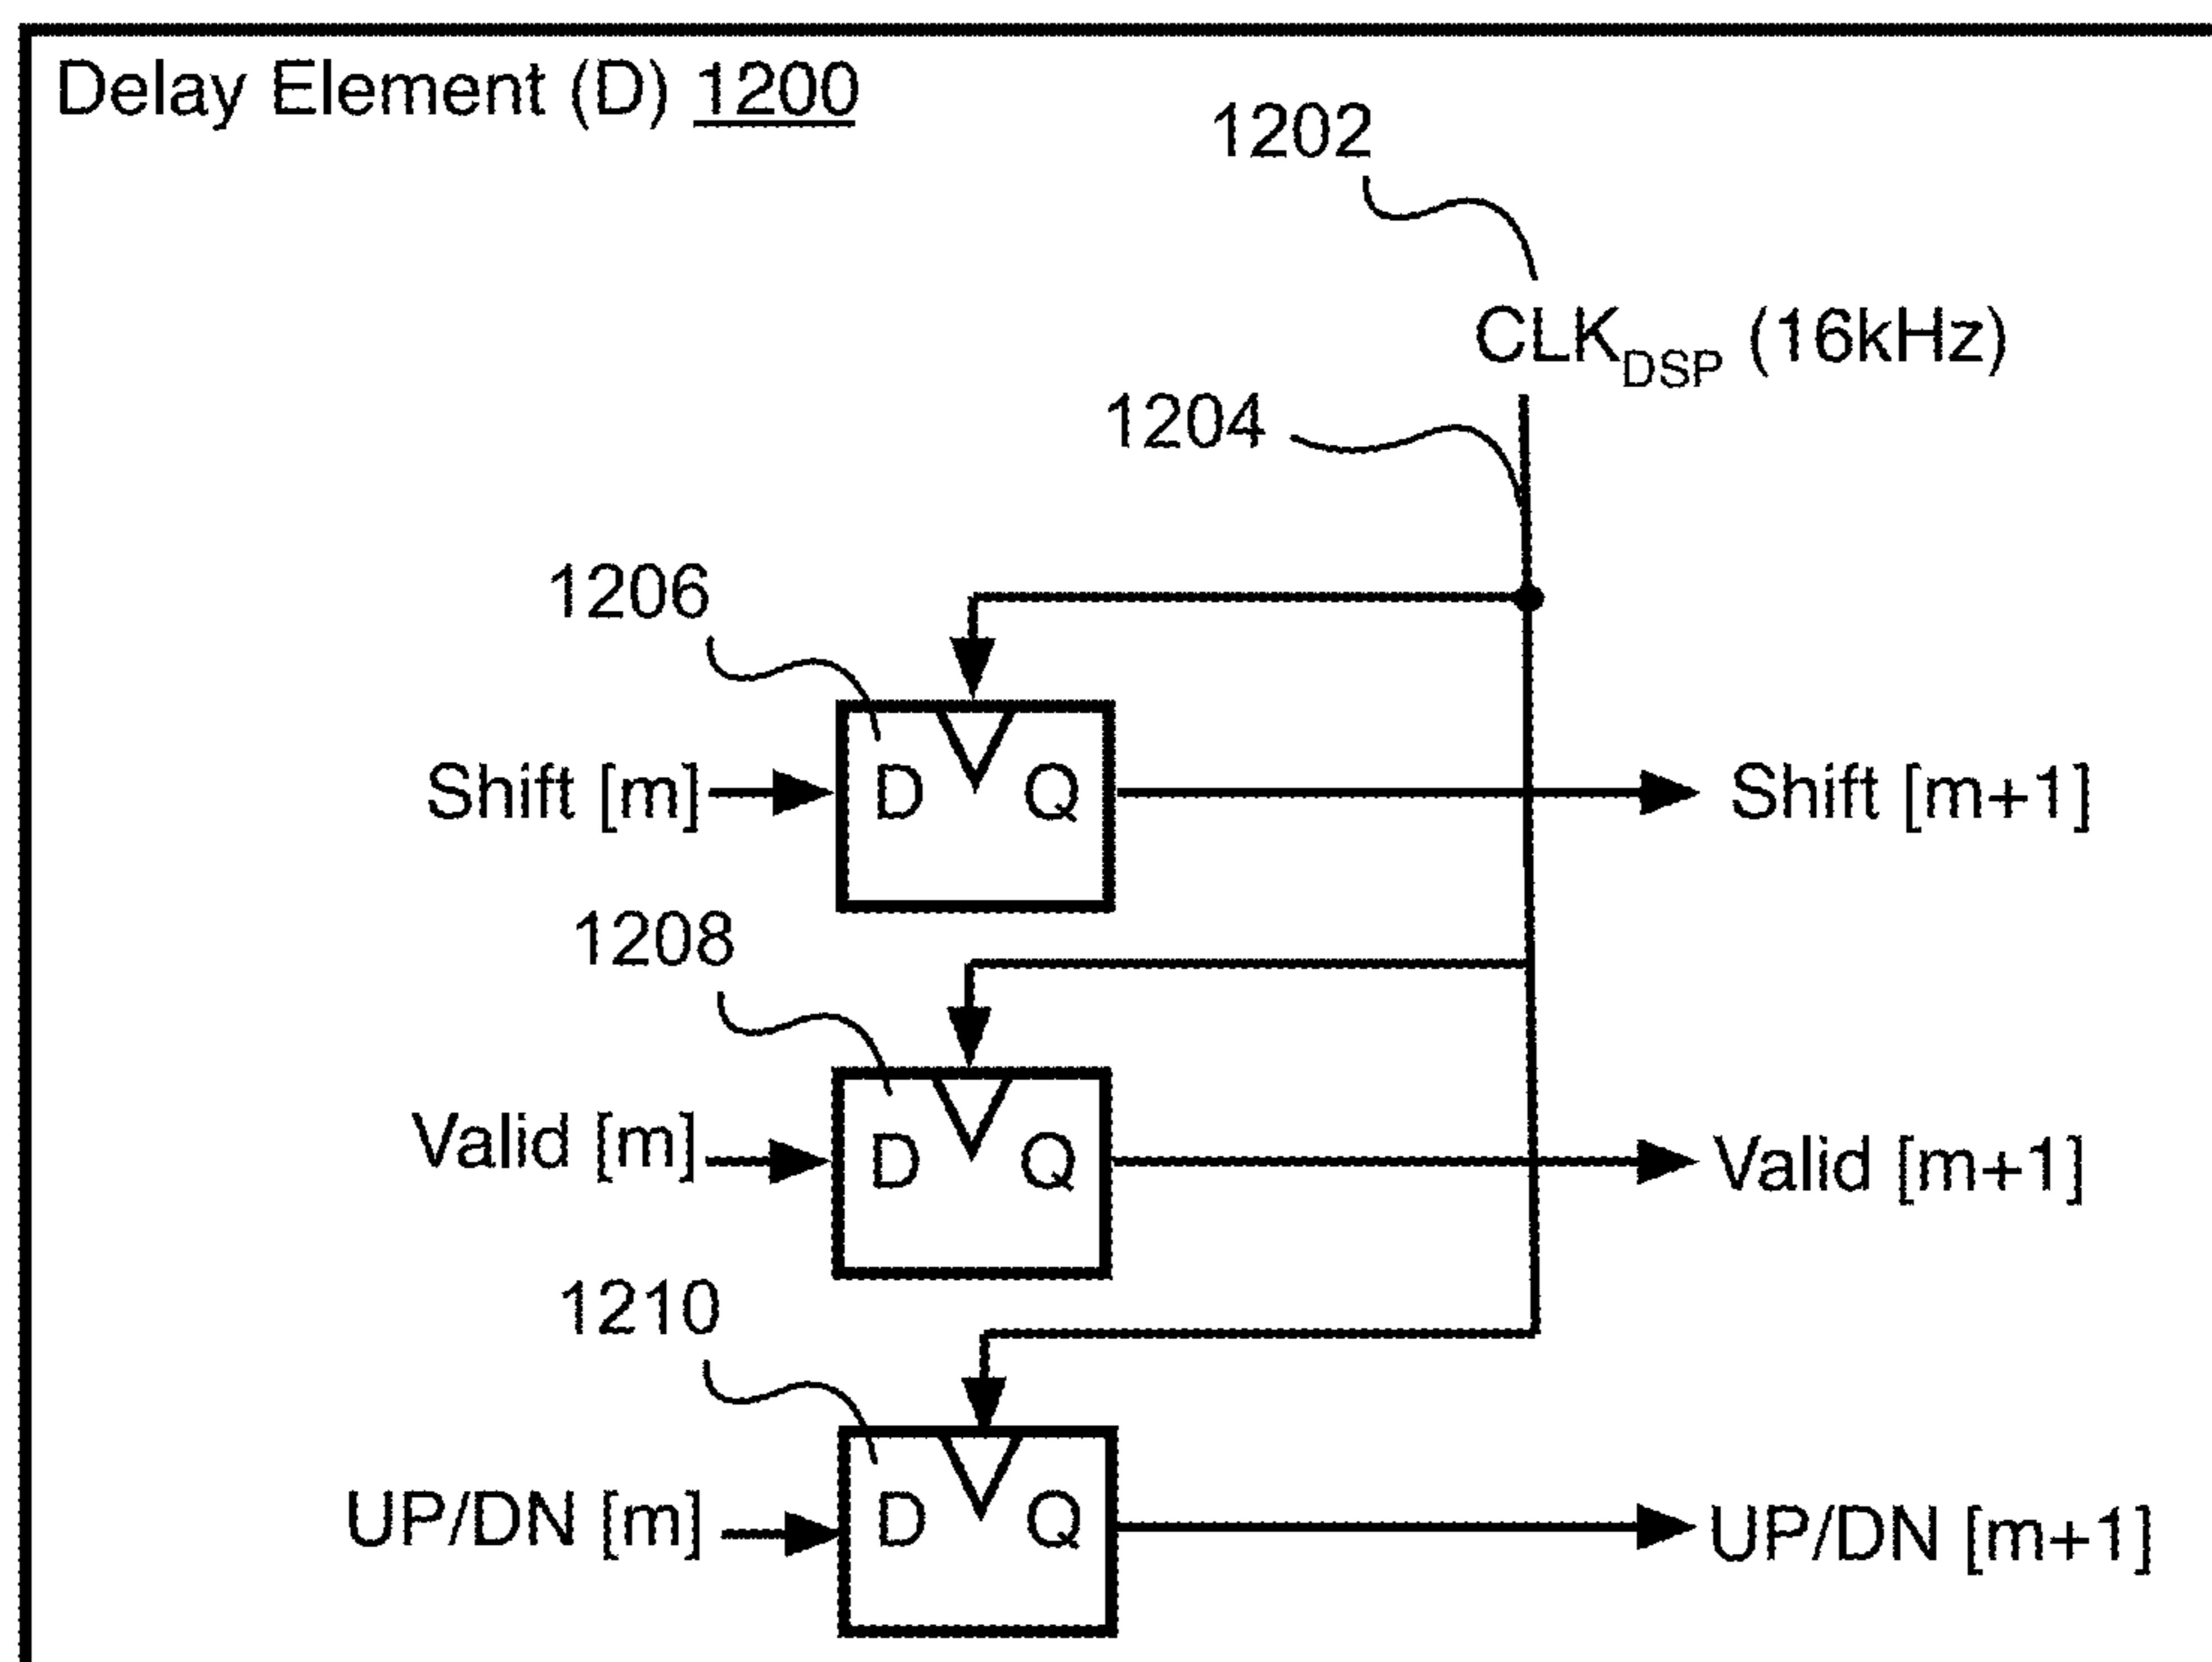 Delay Element (D) 1200
1202
CLKDSP (16kHz)
1204
1206
Shift [m] D Q Shift [m+1]
1208
Valid [m] D Q Valid [m+1]
1210
UP/DN [m] D Q UP/DN [m+1]